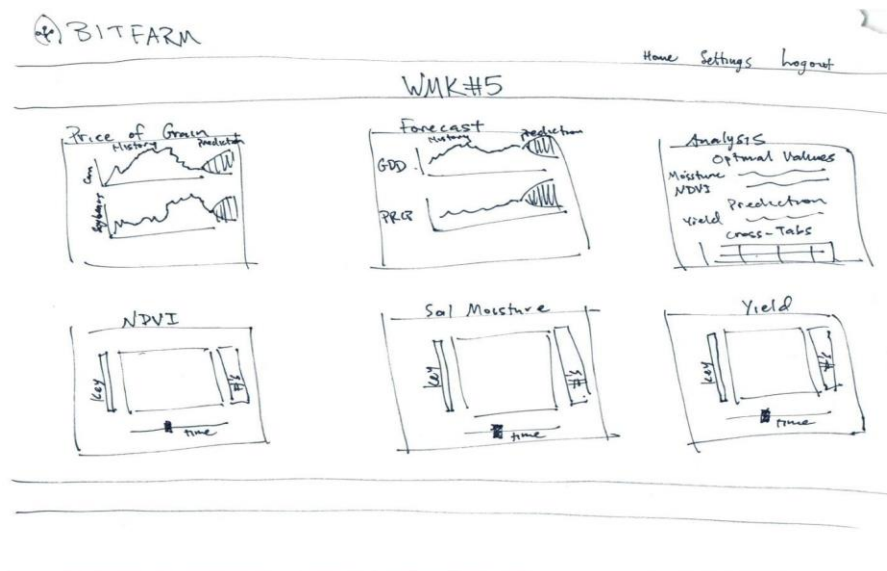 BITFARM
Home Settings Logout
WMK#5
Price of Grain
History Prediction
Corn
Soybeans
Forecast
History Prediction
GDD
Analysis
Optimal Values
Moisture
NDVI
Prediction
Yield
Cross-Tabs
NDVI
Key
#'s
time
Soil Moisture
Key
#'s
time
Yield
Key
#'s
time